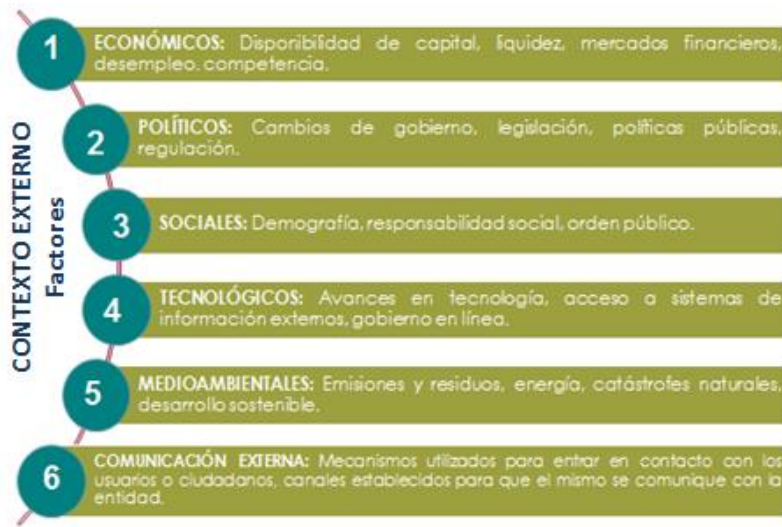 CONTEXTO EXTERNO
Factores
1
ECONÓMICOS: Disponibilidad de capital, liquidez, mercados financieros,
desempleo. competencia.
2
POLÍTICOS: Cambios de gobierno, legislación, políticas públicas,
regulación.
3
SOCIALES: Demografía, responsabilidad social, orden público.
4
TECNOLÓGICOS: Avances en tecnología, acceso a sistemas de
información externos, gobierno en línea.
5
MEDIOAMBIENTALES: Emisiones y residuos, energía, catástrofes naturales,
desarrollo sostenible.
6
COMUNICACIÓN EXTERNA: Mecanismos utilizados para entrar en contacto con los
usuarios o ciudadanos, canales establecidos para que el mismo se comunique con la
entidad.